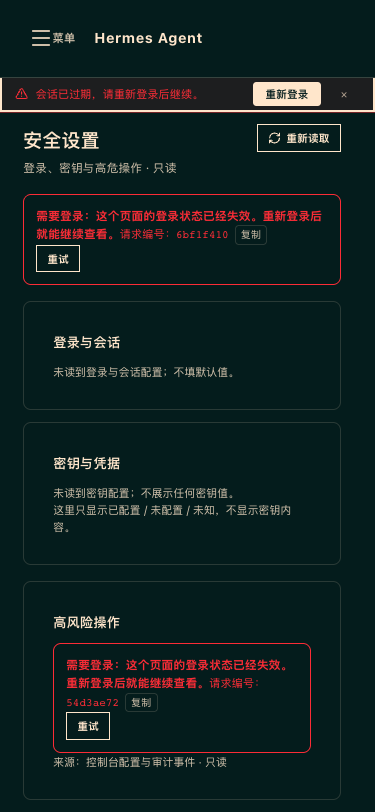 菜单 Hermes Agent
会话已过期，请重新登录后继续。 重新登录 ×
安全设置 重新读取
登录、密钥与高危操作 · 只读
需要登录：这个页面的登录状态已经失效。重新登录后
就能继续查看。请求编号：6bf1f410 复制
重试
登录与会话
未读到登录与会话配置；不填默认值。
密钥与凭据
未读到密钥配置；不展示任何密钥值。
这里只显示已配置 / 未配置 / 未知，不显示密钥内
容。
高风险操作
需要登录：这个页面的登录状态已经失效。
重新登录后就能继续查看。请求编号：
54d3ae72 复制
重试
来源：控制台配置与审计事件 · 只读